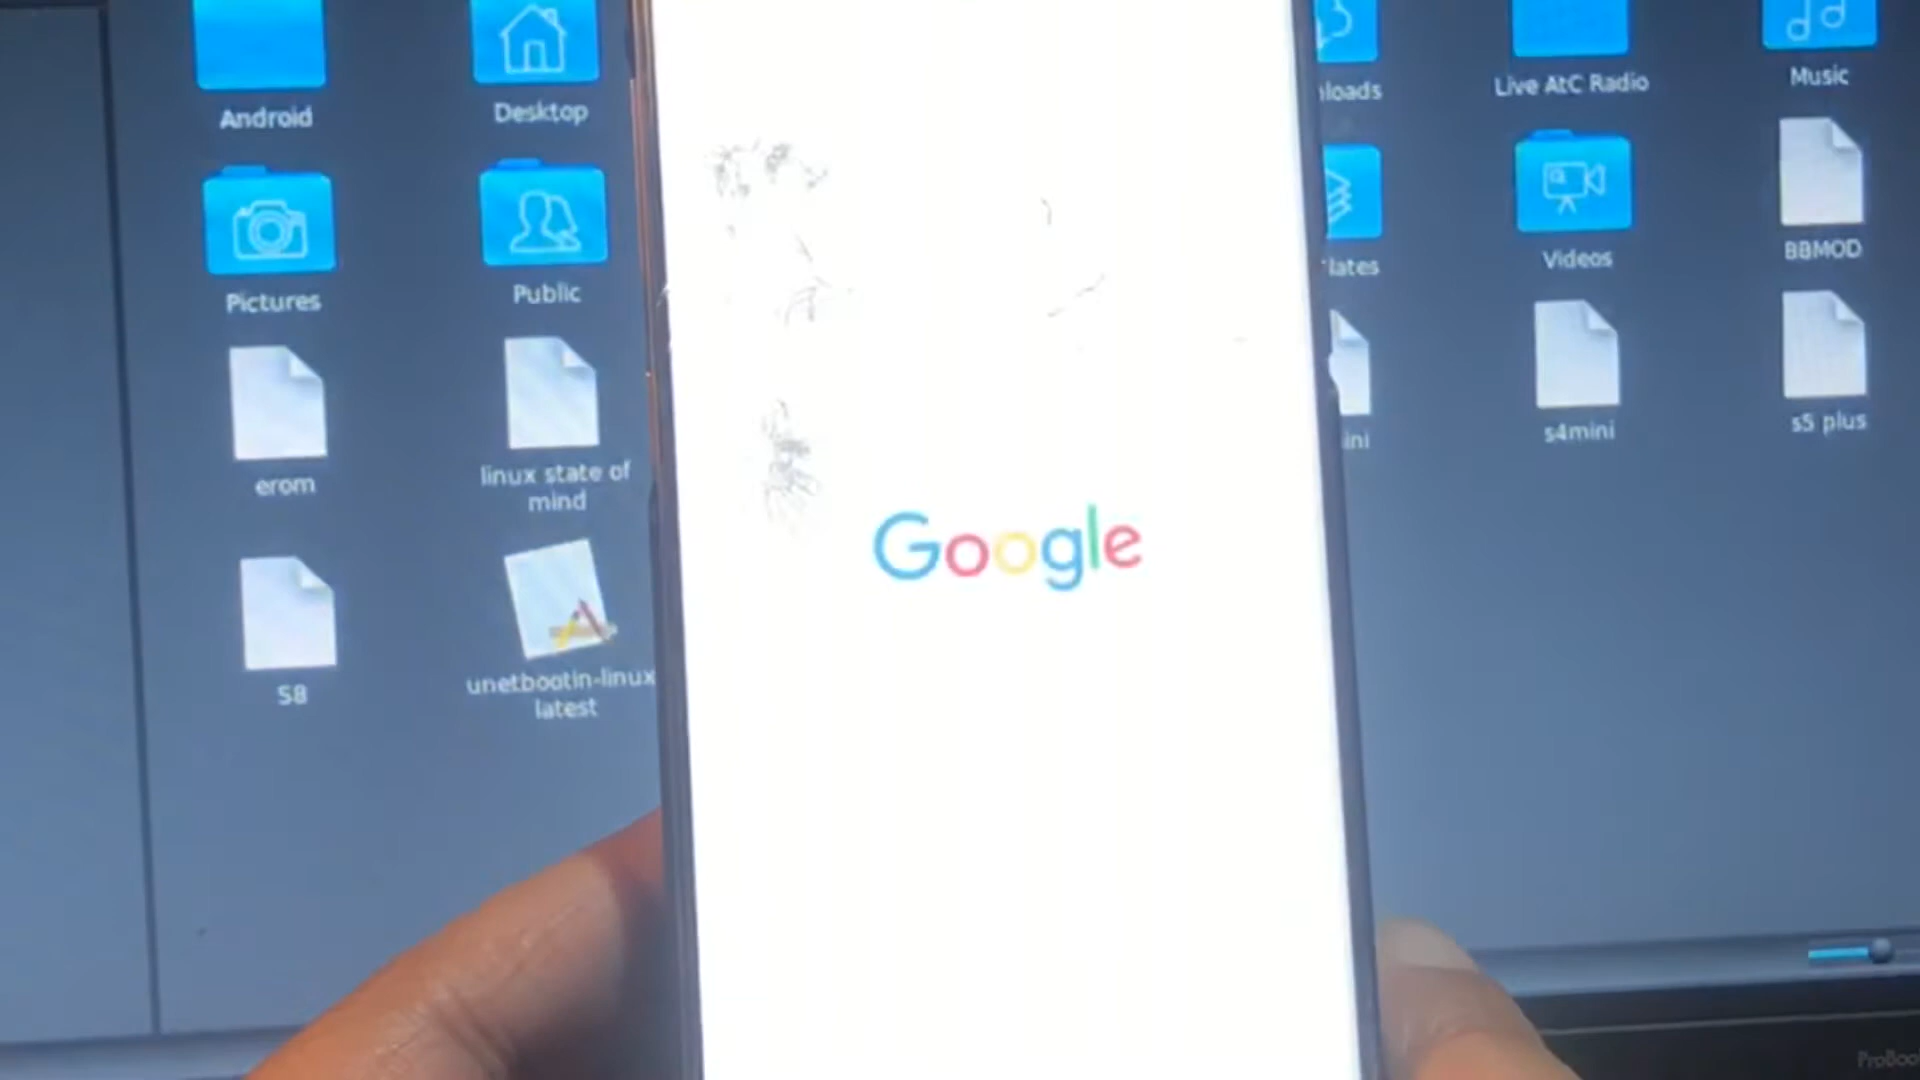 Android
Desktop
loads
Live AtC Radio
Music
Pictures
Public
lates
Videos
BBMOD
erom
linux state of
mind
ini
s4mini
s5 plus
Google
S8
unetbootin-linux
latest
ProBoo